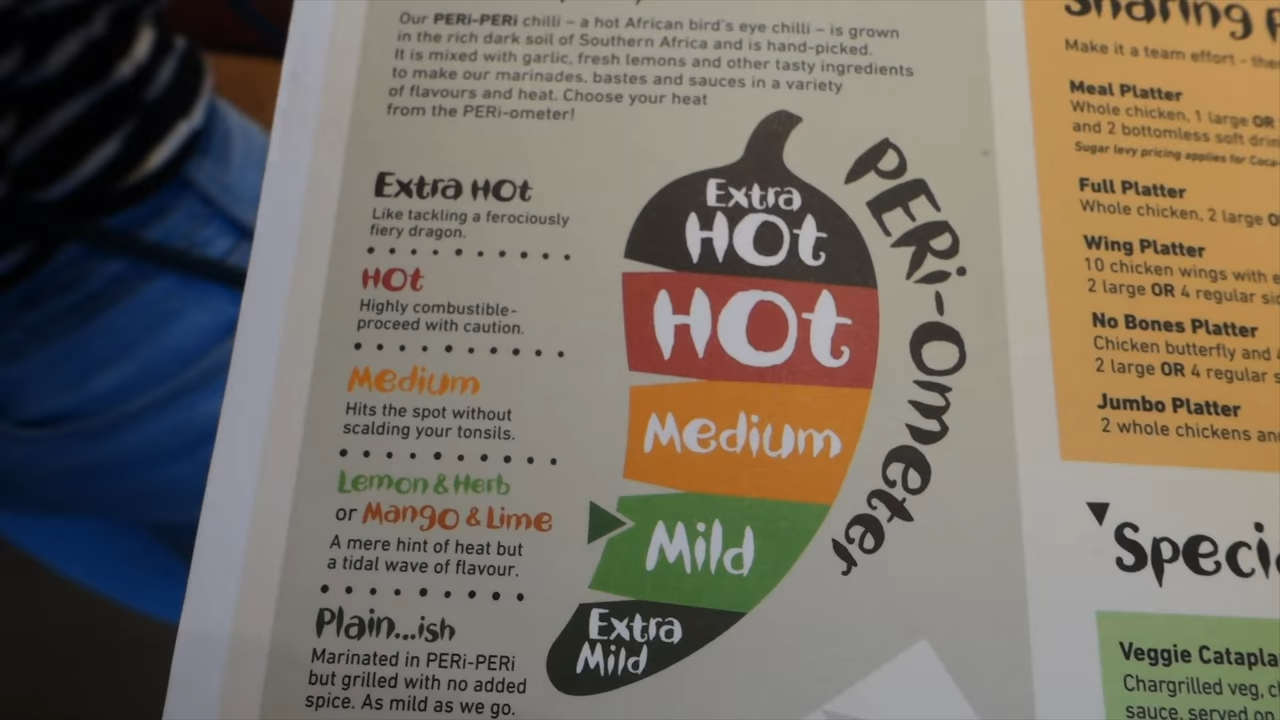 Our PERi-PERi chilli – a hot African bird's eye chilli – is grown
in the rich dark soil of Southern Africa and is hand-picked.
It is mixed with garlic, fresh lemons and other tasty ingredients
to make our marinades, bastes and sauces in a variety
of flavours and heat. Choose your heat
from the PERi-ometer!
Extra HOt
Like tackling a ferociously
fiery dragon.
HOt
Highly combustible-
proceed with caution.
Medium
Hits the spot without
scalding your tonsils.
Lemon & Herb
or Mango & Lime
A mere hint of heat but
a tidal wave of flavour.
Plain...ish
Marinated in PERi-PERi
but grilled with no added
spice. As mild as we go.
Extra
HOt
HOt
Medium
Mild
Extra
Mild
PERi-Ometer
Sharing
Make it a team effort -
Meal Platter
Whole chicken, 1 large OR
and 2 bottomless soft
Sugar levy pricing applies for
Full Platter
Whole chicken, 2 large
Wing Platter
10 chicken wings with
2 large OR 4 regular
No Bones Platter
Chicken butterfly and
2 large OR 4 regular
Jumbo Platter
2 whole chickens
Speci
Veggie Catapla
Chargrilled veg,
sauce, served on